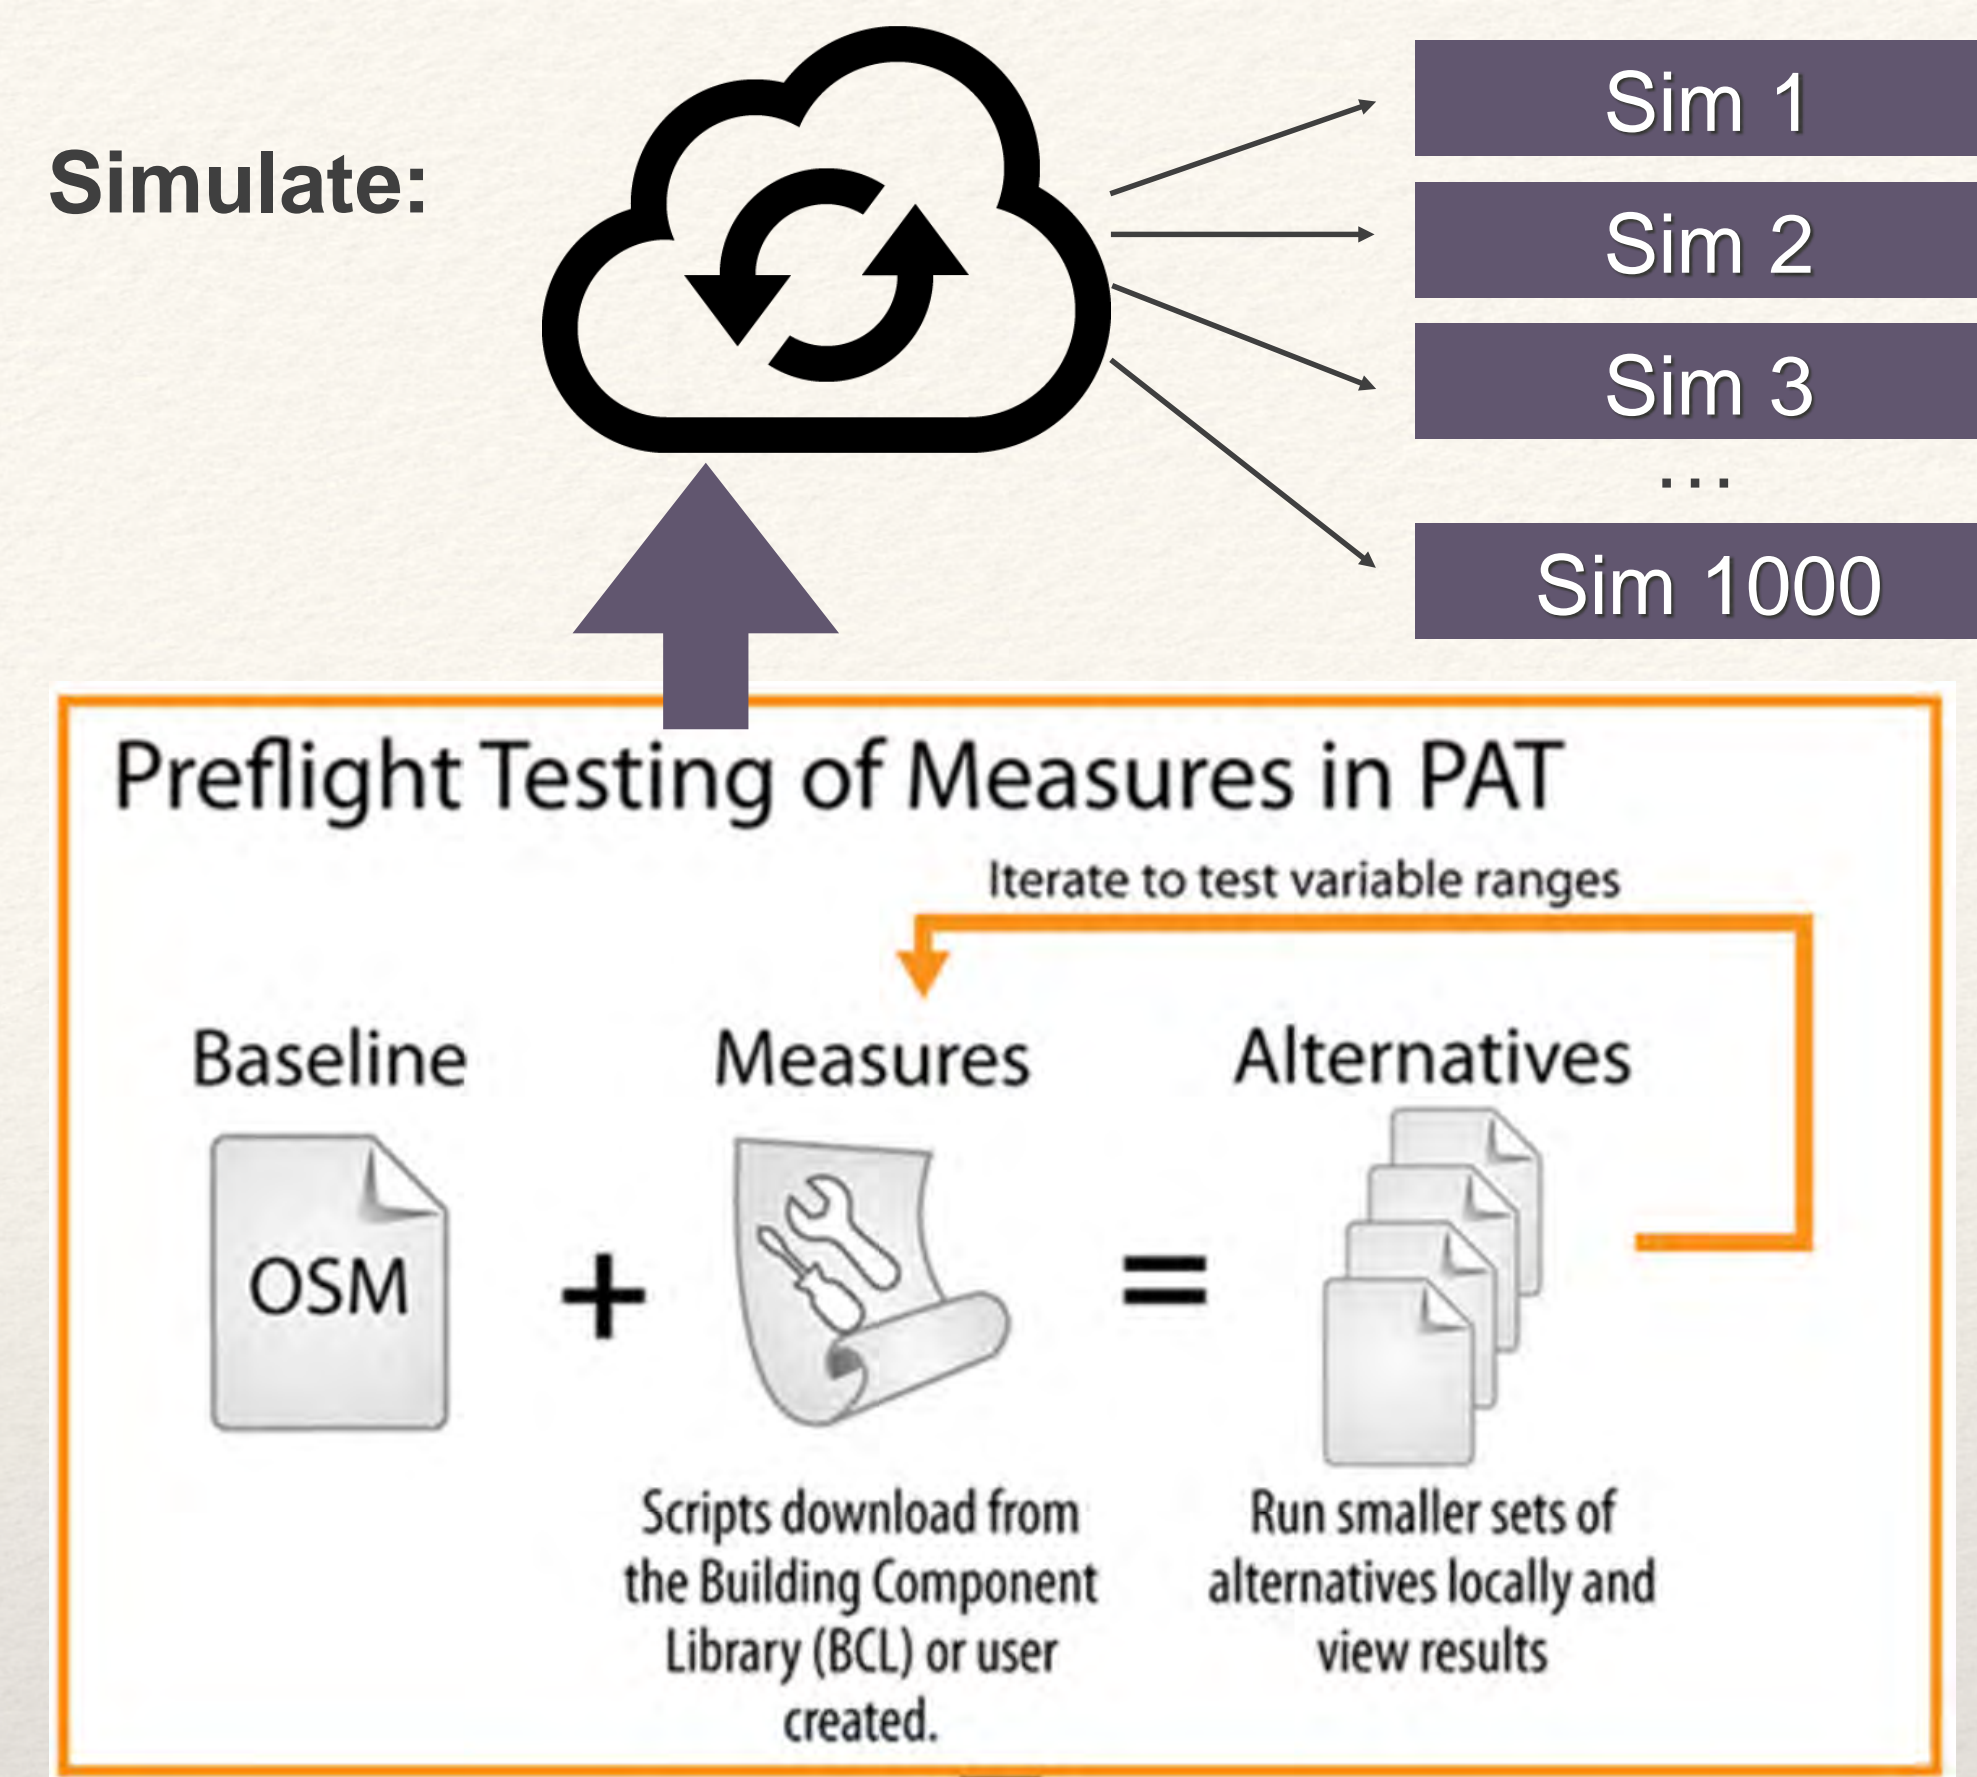 Simulate:
Sim 1
Sim 2
Sim 3
...
Sim 1000
Preflight Testing of Measures in PAT
Iterate to test variable ranges
Baseline
Measures
Alternatives
OSM
+
=
Scripts download from
the Building Component
Library (BCL) or user
created.
Run smaller sets of
alternatives locally and
view results